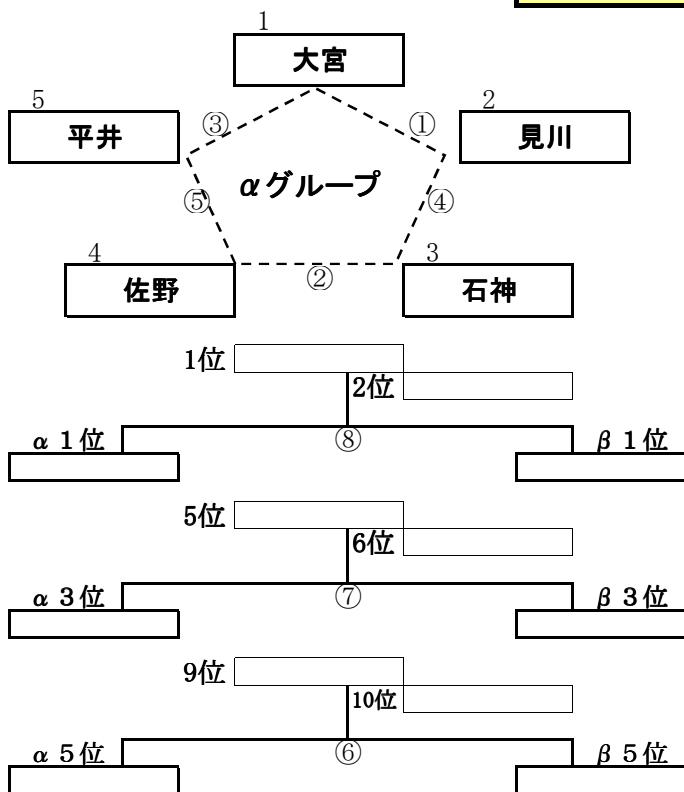 1
大宮
5
2
平井
③
①
見川
αグループ
⑤
④
4
3
佐野
②
石神
1位
2位
α 1位
⑧
β 1位
5位
6位
α 3位
⑦
β 3位
9位
10位
α 5位
⑥
β 5位